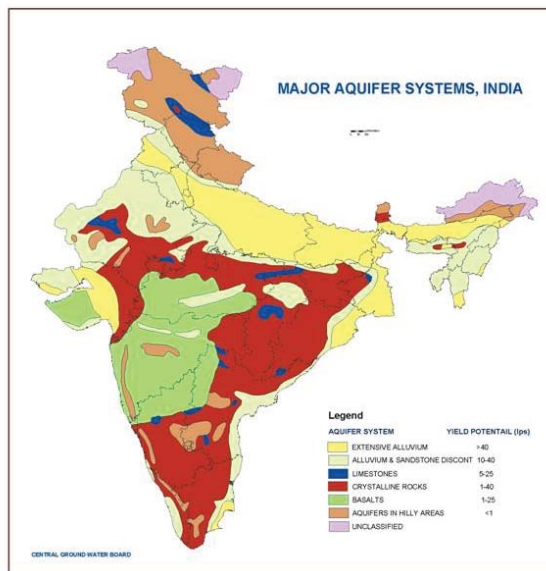 MAJOR AQUIFER SYSTEMS, INDIA
Legend
AQUIFER SYSTEM YIELD POTENTAIL (lps)
EXTENSIVE ALLUVIUM >40
ALLUVIUM & SANDSTONE DISCONT 10-40
LIMESTONES 5-25
CRYSTALLINE ROCKS 1-40
BASALTS 1-25
AQUIFERS IN HILLY AREAS <1
UNCLASSIFIED
CENTRAL GROUND WATER BOARD